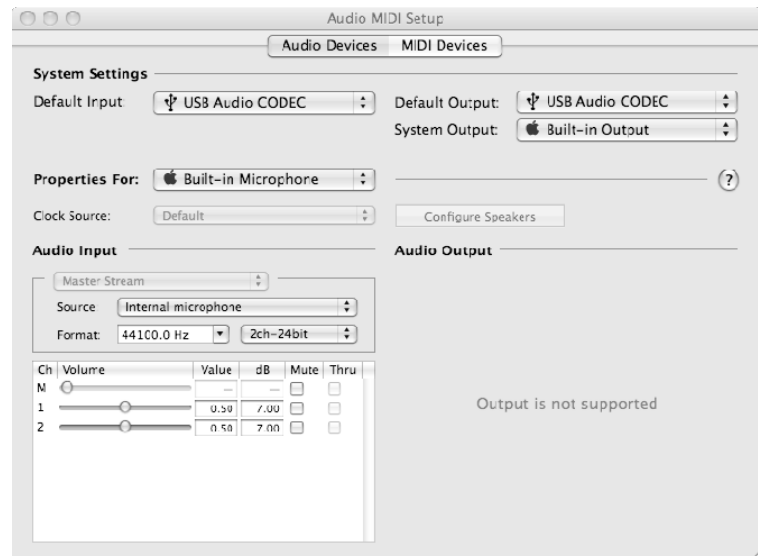 Audio MIDI Setup
Audio Devices MIDI Devices
System Settings
Default Input: USB Audio CODEC
Default Output: USB Audio CODEC
System Output: Built-in Output
Properties For: Built-in Microphone ?
Clock Source: Default
Configure Speakers
Audio Input
Audio Output
Master Stream
Source Internal microphone
Format: 44100.0 Hz 2ch-24bit
Ch Volume Value dB Mute Thru
M — —
1 0.50 7.00
2 0.50 7.00
Output is not supported